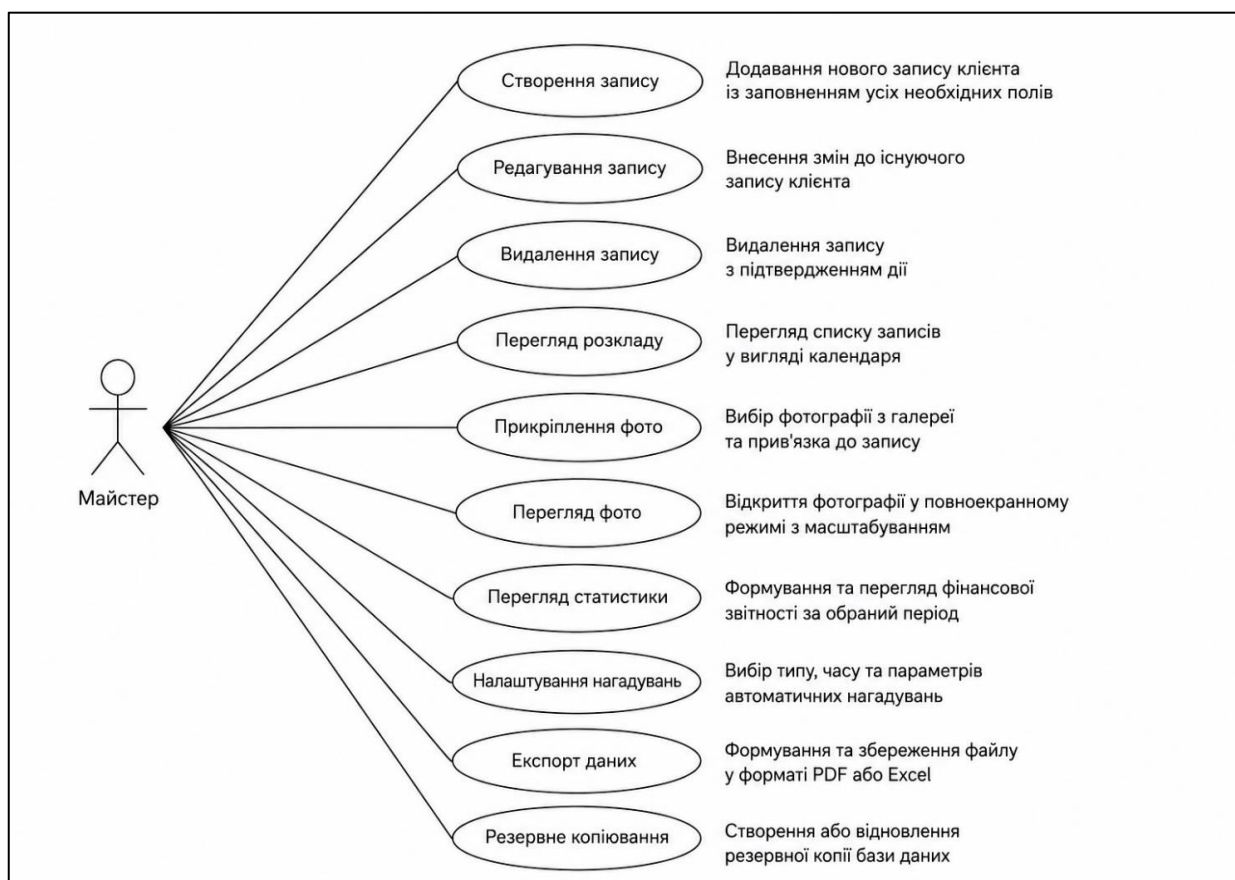 Створення запису
Додавання нового запису клієнта
із заповненням усіх необхідних полів
Редагування запису
Внесення змін до існуючого
запису клієнта
Видалення запису
Видалення запису
з підтвердженням дії
Перегляд розкладу
Перегляд списку записів
у вигляді календаря
Прикріплення фото
Вибір фотографії з галереї
та прив'язка до запису
Майстер
Перегляд фото
Відкриття фотографії у повноекранному
режимі з масштабуванням
Перегляд статистики
Формування та перегляд фінансової
звітності за обраний період
Налаштування нагадувань
Вибір типу, часу та параметрів
автоматичних нагадувань
Експорт даних
Формування та збереження файлу
у форматі PDF або Excel
Резервне копіювання
Створення або відновлення
резервної копії бази даних